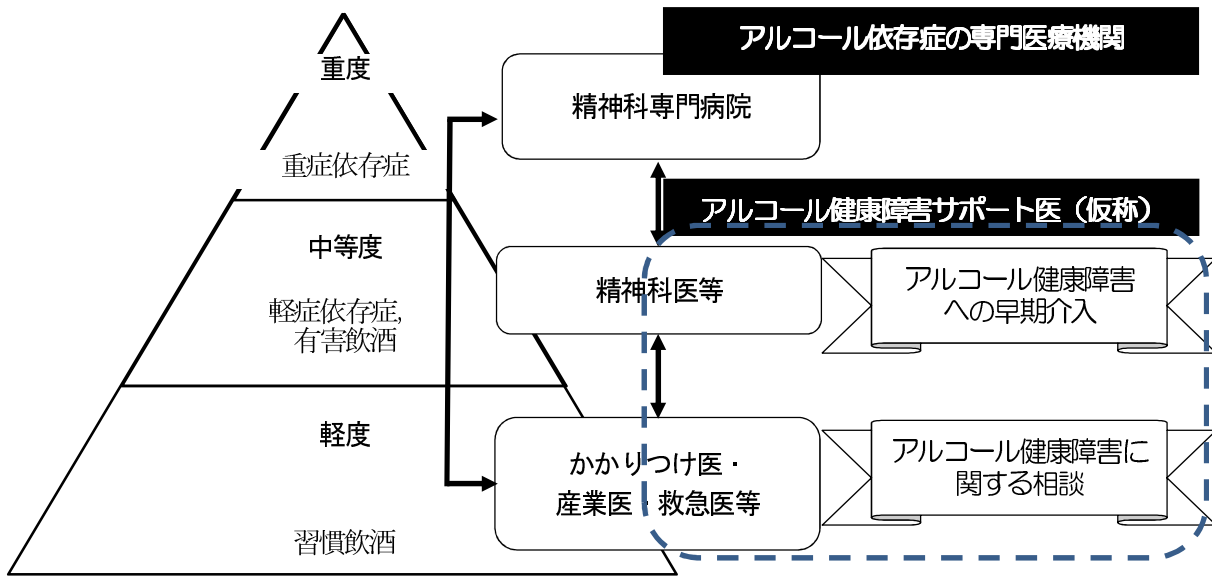 アルコール依存症の専門医療機関
重度
精神科専門病院
重症依存症
アルコール健康障害サポート医（仮称）
中等度
精神科医等
アルコール健康障害
への早期介入
軽症依存症,
有害飲酒
軽度
かかりつけ医・
産業医・救急医等
アルコール健康障害に
関する相談
習慣飲酒